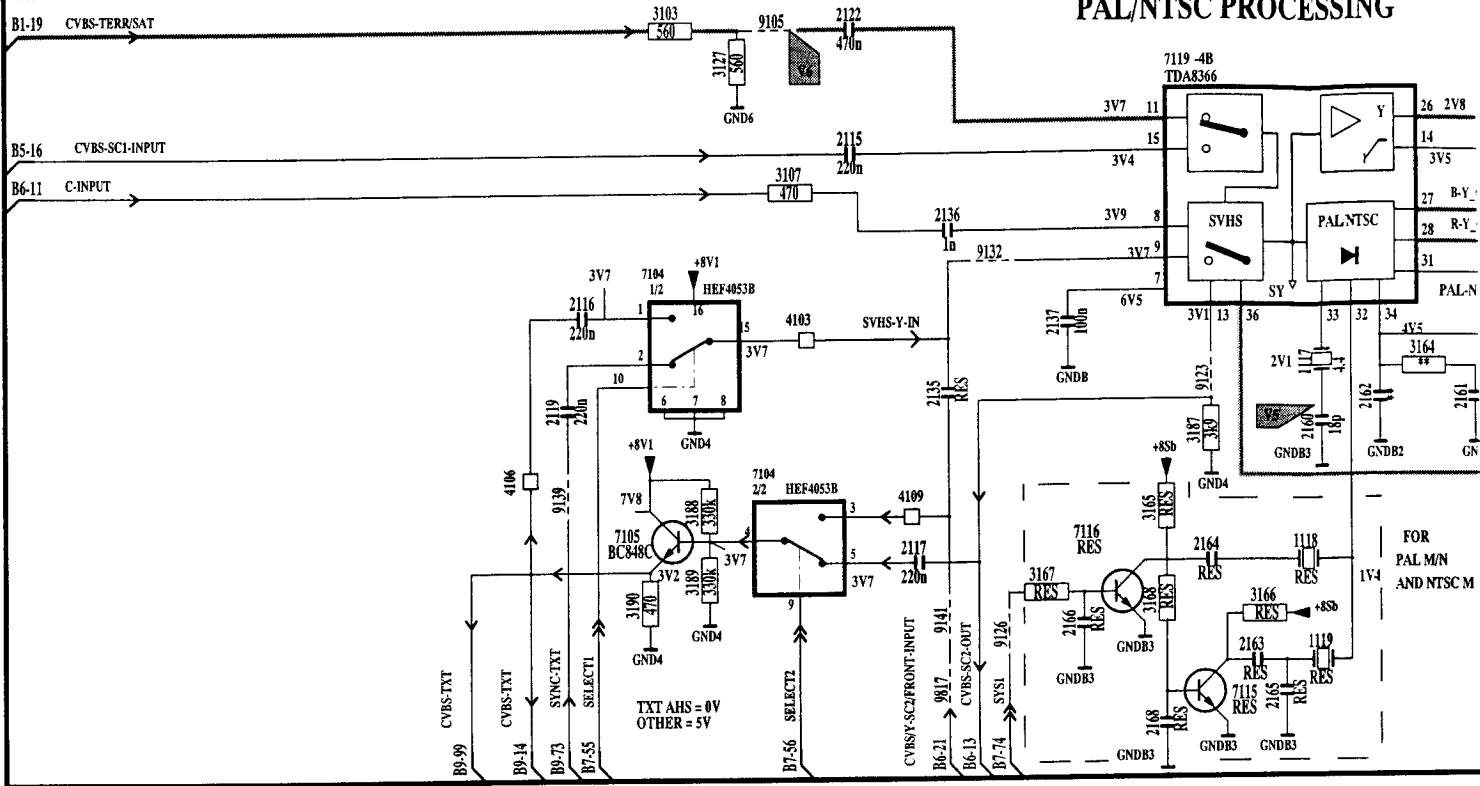 PAL/NTSC PROCESSING
B1-19
CVBS-TERR/SAT
3103
560
9105
2122
470n
3127
560
V6
GND6
7119 -4B
TDA8366
3V7
11
15
3V4
Y
26
2V8
14
3V5
B5-16
CVBS-SC1-INPUT
2115
220n
B6-11
C-INPUT
3107
470
2136
1n
3V9
8
SVHS
PAL/NTSC
27
B-Y_
28
R-Y_
31
PAL-N
9132
3V7
9
7
6V5
SY
3V1
13
36
33
32
34
3V7
7104
1/2
+8V1
HEF4053B
2116
220n
1
16
15
3V7
4103
SVHS-Y-IN
2
10
6
7
8
GND4
2119
220n
2137
100n
GNDB
2135
RES
9123
3187
3k9
GND4
2V1
1117
4.4
V5
2160
18p
GNDB3
4V5
3164
**
2162
**
GNDB2
2161
GN
4106
9139
+8V1
7V8
3188
330k
7105
BC848C
3V2
3V7
3189
330k
3190
470
GND4
GND4
7104
2/2
HEF4053B
4
3
5
3V7
9
4109
2117
220n
+8Sb
3165
RES
7116
RES
2164
RES
1118
RES
1V4
FOR
PAL M/N
AND NTSC M
3167
RES
3168
RES
3166
RES
+8Sb
2166
RES
GNDB3
GNDB3
2163
RES
1119
RES
7115
RES
2165
RES
2168
RES
GNDB3
GNDB3
GNDB3
CVBS-TXT
CVBS-TXT
SYNC-TXT
SELECT1
TXT AHS = 0V
OTHER = 5V
SELECT2
CVBS/Y-SC2/FRONT-INPUT
9817
9141
CVBS-SC2-OUT
SYS1
9126
B9-99
B9-14
B9-73
B7-55
B7-56
B6-21
B6-13
B7-74